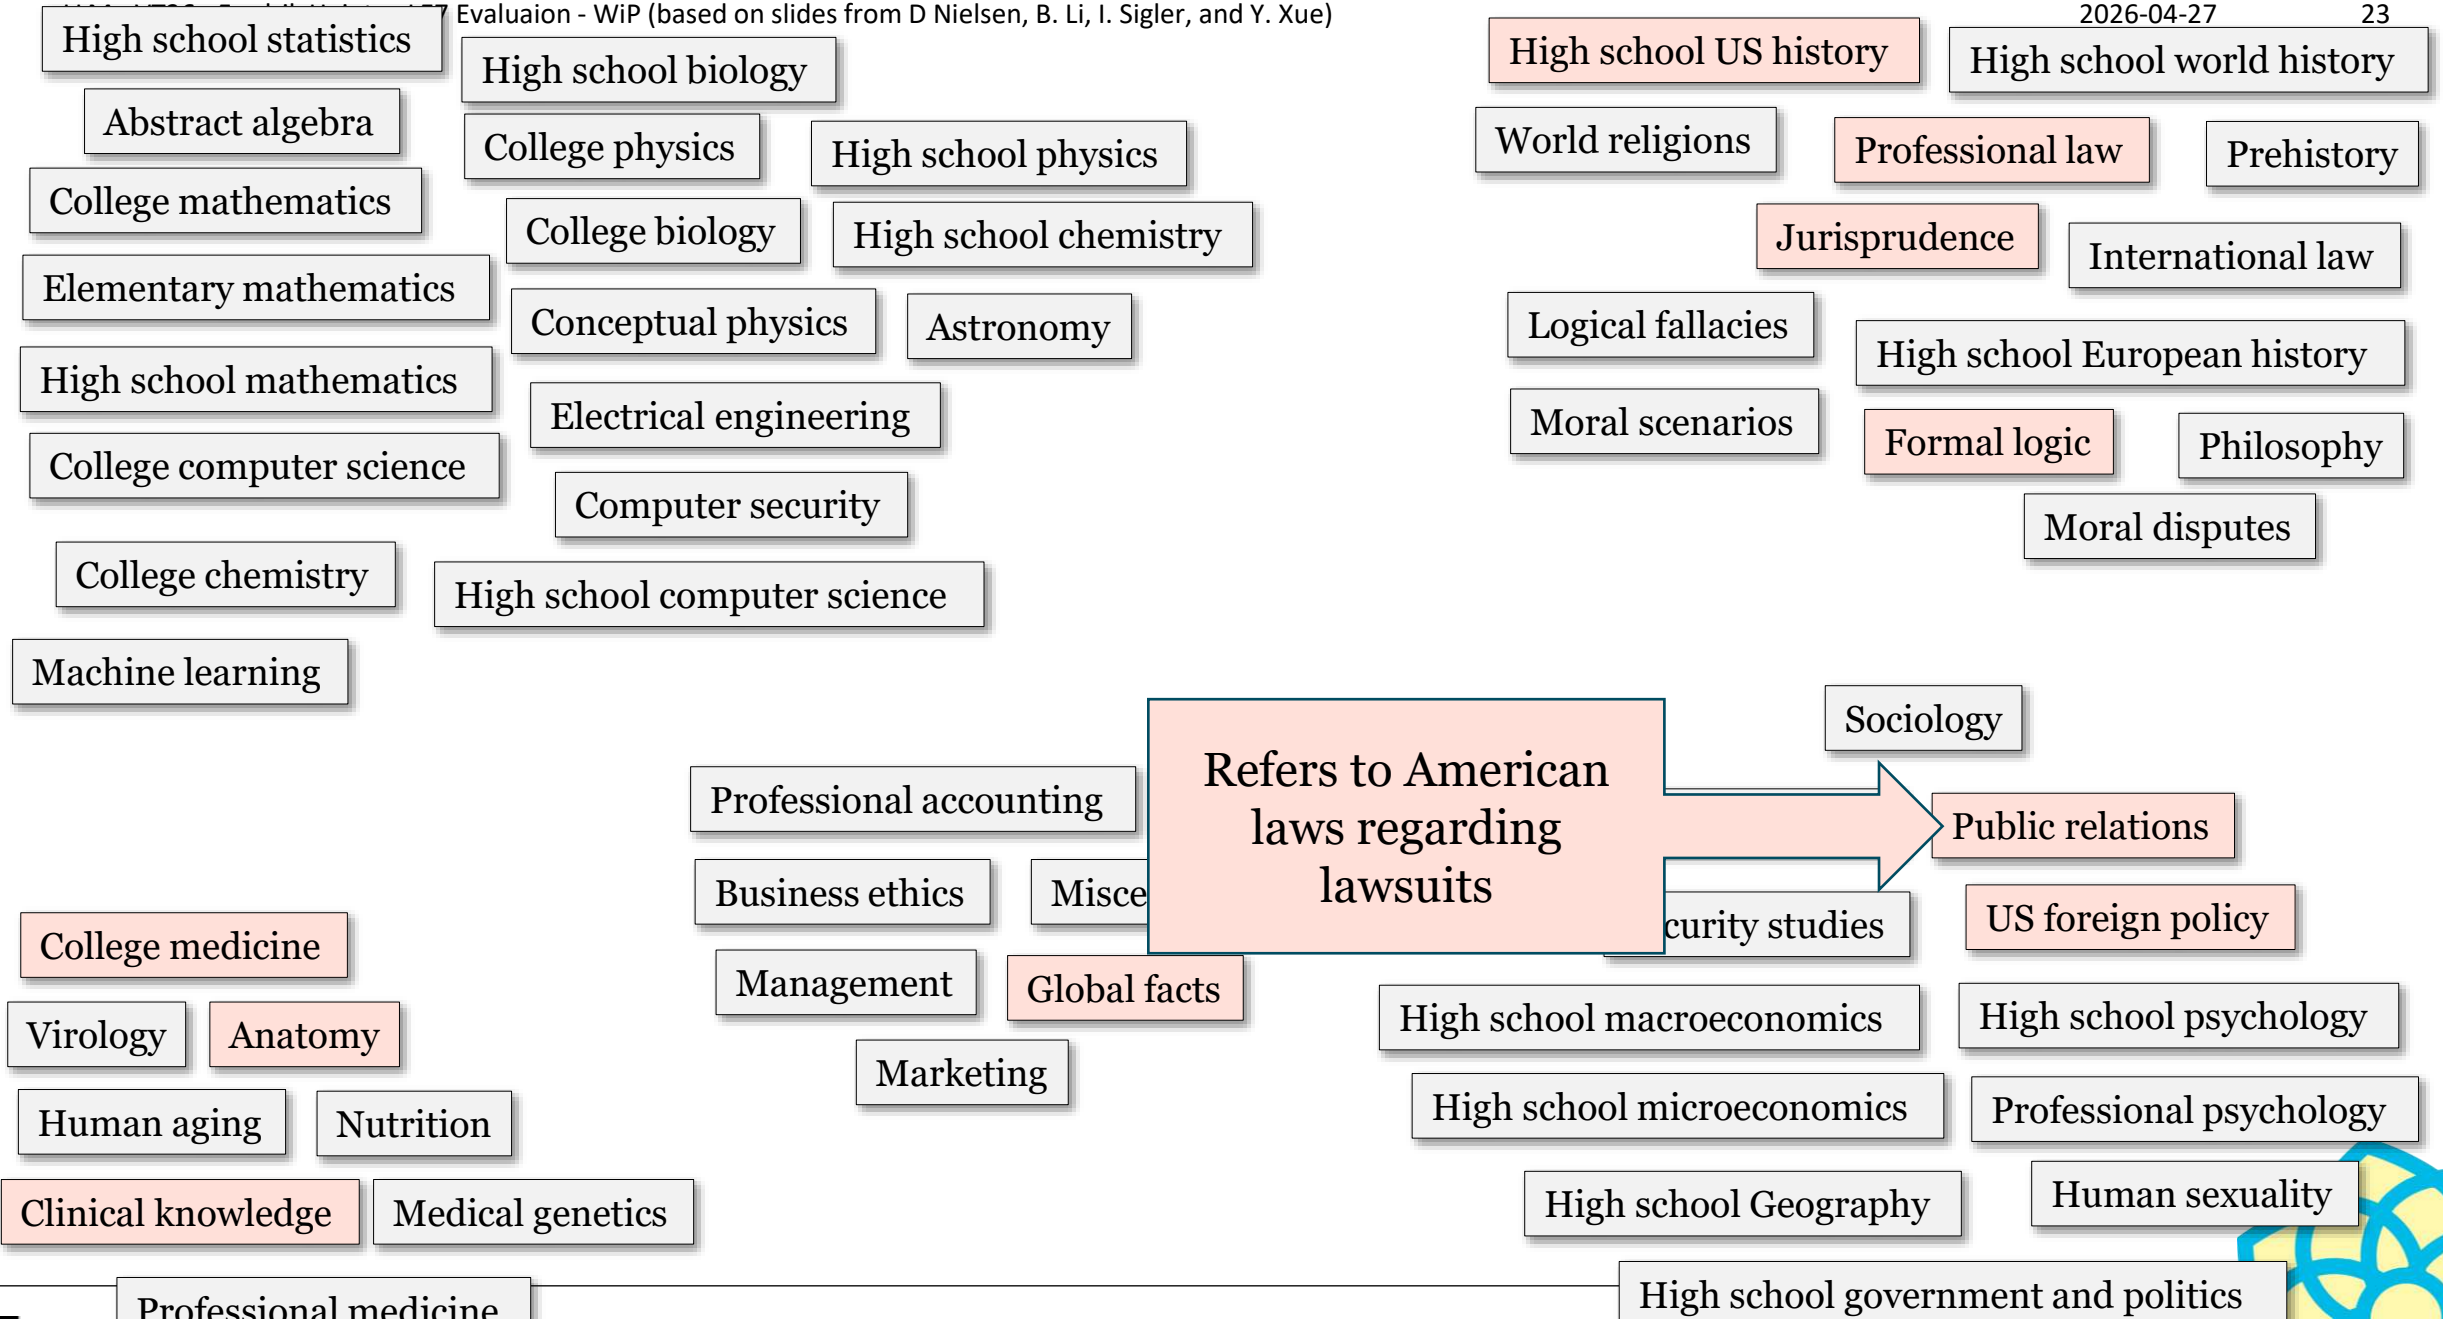 Evaluaion - WiP (based on slides from D Nielsen, B. Li, I. Sigler, and Y. Xue)
2026-04-27
23
High school statistics
High school biology
Abstract algebra
College physics
High school physics
College mathematics
College biology
High school chemistry
Elementary mathematics
Conceptual physics
Astronomy
High school mathematics
Electrical engineering
College computer science
Computer security
College chemistry
High school computer science
Machine learning
High school US history
High school world history
World religions
Professional law
Prehistory
Jurisprudence
International law
Logical fallacies
High school European history
Moral scenarios
Formal logic
Philosophy
Moral disputes
Professional accounting
Business ethics
Misce
Management
Global facts
Marketing
Refers to American
laws regarding
lawsuits
Sociology
Public relations
curity studies
US foreign policy
High school macroeconomics
High school psychology
High school microeconomics
Professional psychology
High school Geography
Human sexuality
High school government and politics
College medicine
Virology
Anatomy
Human aging
Nutrition
Clinical knowledge
Medical genetics
Professional medicine